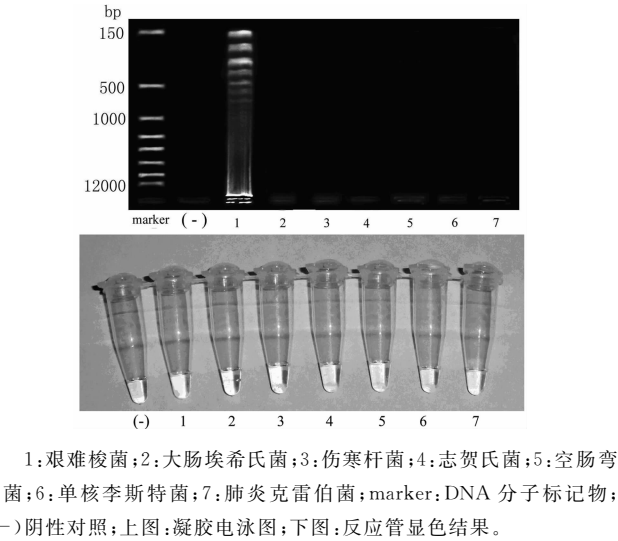 bp
150
500
1000
12000
marker (-) 1 2 3 4 5 6 7
(-) 1 2 3 4 5 6 7
1:艰难梭菌;2:大肠埃希氏菌;3:伤寒杆菌;4:志贺氏菌;5:空肠弯
菌;6:单核李斯特菌;7:肺炎克雷伯菌;marker:DNA 分子标记物;
-)阴性对照;上图:凝胶电泳图;下图:反应管显色结果。